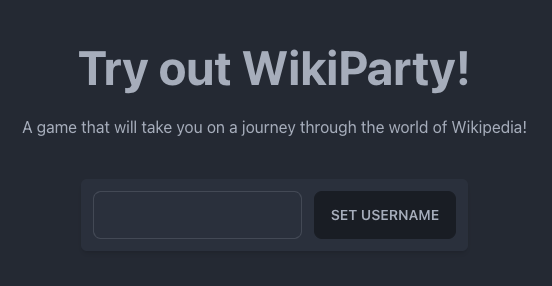 Try out WikiParty!
A game that will take you on a journey through the world of Wikipedia!
SET USERNAME